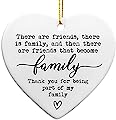 There are friends, there
is family, and then there
are friends that become
family
Thank you for being
part of my
family